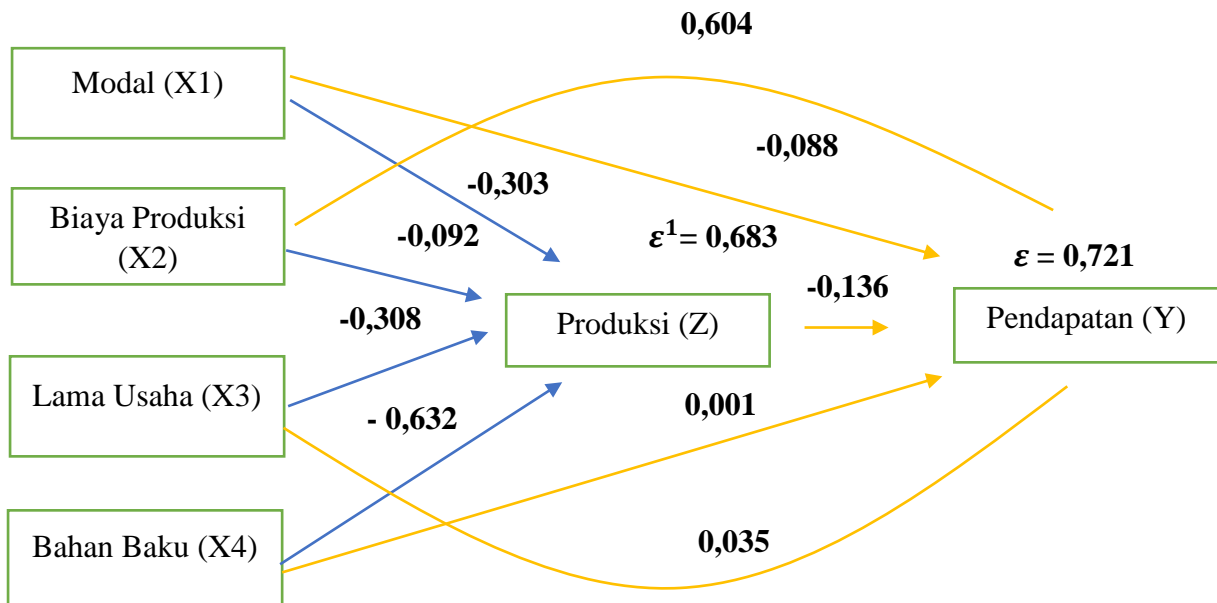 0,604
Modal (X1)
-0,088
-0,303
Biaya Produksi
(X2)
-0,092
ε¹= 0,683
ε = 0,721
-0,136
-0,308
Produksi (Z)
Pendapatan (Y)
Lama Usaha (X3)
- 0,632
0,001
Bahan Baku (X4)
0,035